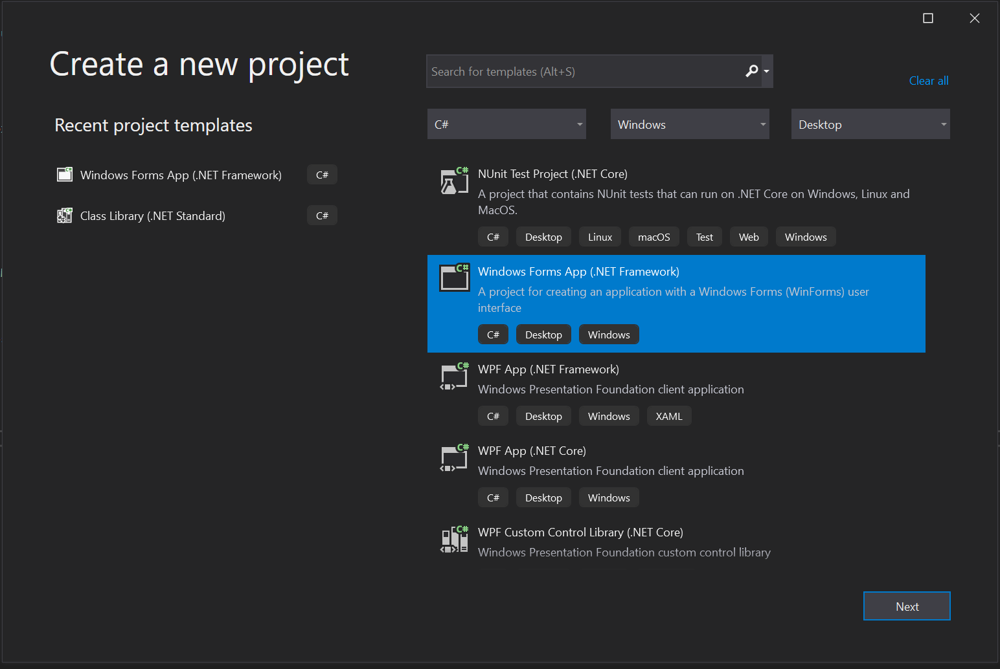 Create a new project
Search for templates (Alt+S)
Clear all
Recent project templates
C#
Windows
Desktop
Windows Forms App (.NET Framework)
C#
Class Library (.NET Standard)
C#
C#
NUnit Test Project (.NET Core)
A project that contains NUnit tests that can run on .NET Core on Windows, Linux and
MacOS.
C# Desktop Linux macOS Test Web Windows
C#
Windows Forms App (.NET Framework)
A project for creating an application with a Windows Forms (WinForms) user
interface
C# Desktop Windows
C#
WPF App (.NET Framework)
Windows Presentation Foundation client application
C# Desktop Windows XAML
C#
WPF App (.NET Core)
Windows Presentation Foundation client application
C# Desktop Windows
C#
WPF Custom Control Library (.NET Core)
Windows Presentation Foundation custom control library
Next